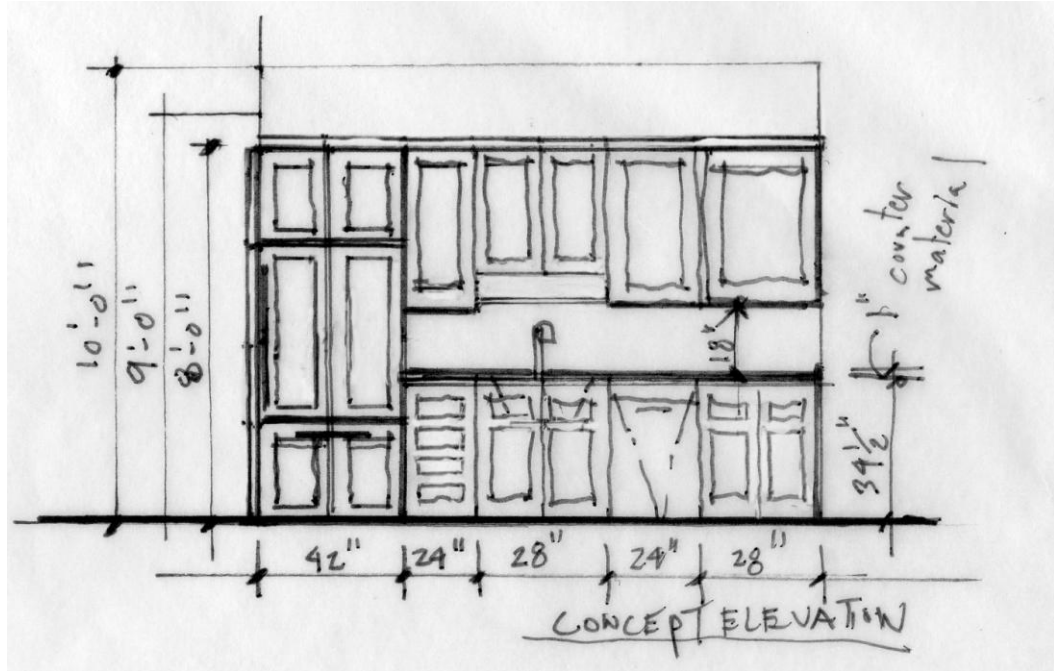 10'-0"
9'-0"
8'-0"
18"
1" counter
material
34 1/2"
42" 24" 28" 24" 28"
CONCEPT ELEVATION